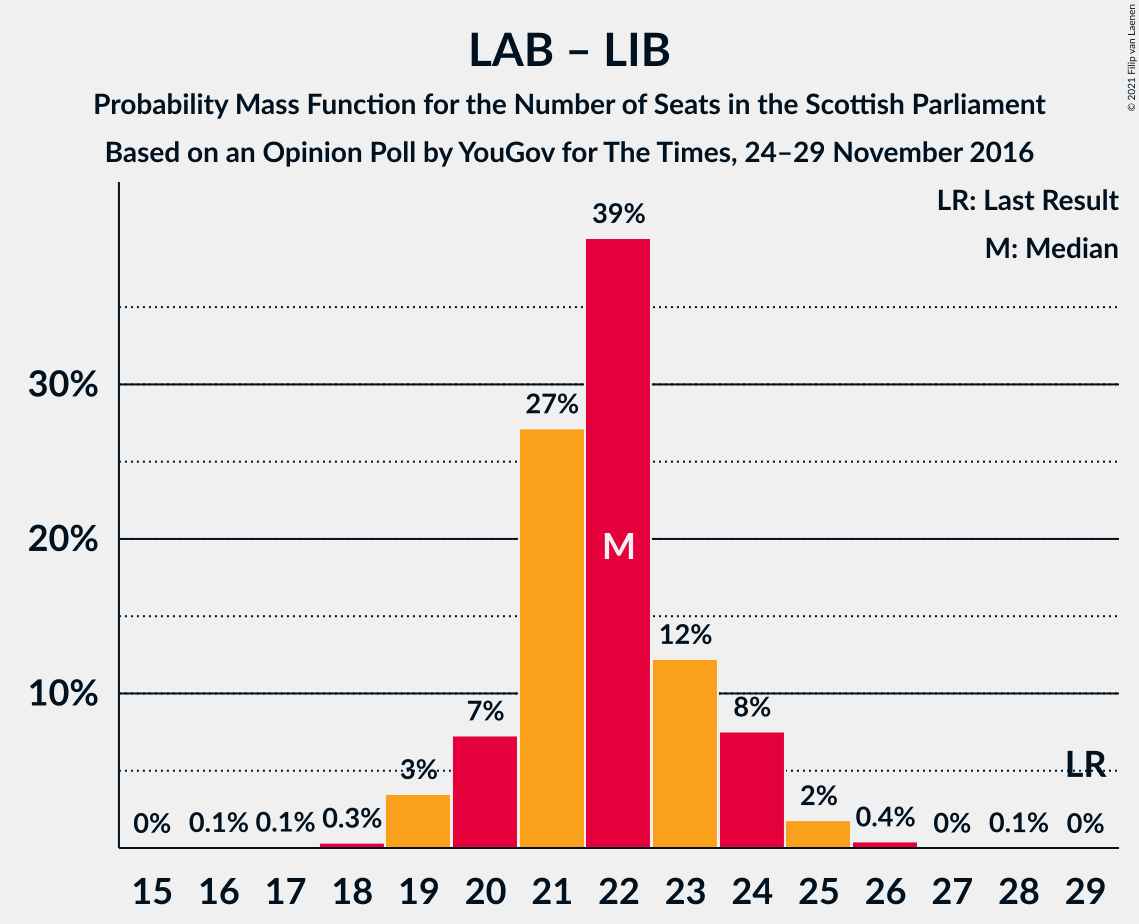 LAB – LIB
Probability Mass Function for the Number of Seats in the Scottish Parliament
Based on an Opinion Poll by YouGov for The Times, 24–29 November 2016
© 2021 Filip van Laenen
LR: Last Result
M: Median
39%
30%
27%
20%
M
12%
10%
7%
8%
3%
LR
2%
0% 0.1% 0.1% 0.3% 0.4% 0% 0.1% 0%
15 16 17 18 19 20 21 22 23 24 25 26 27 28 29